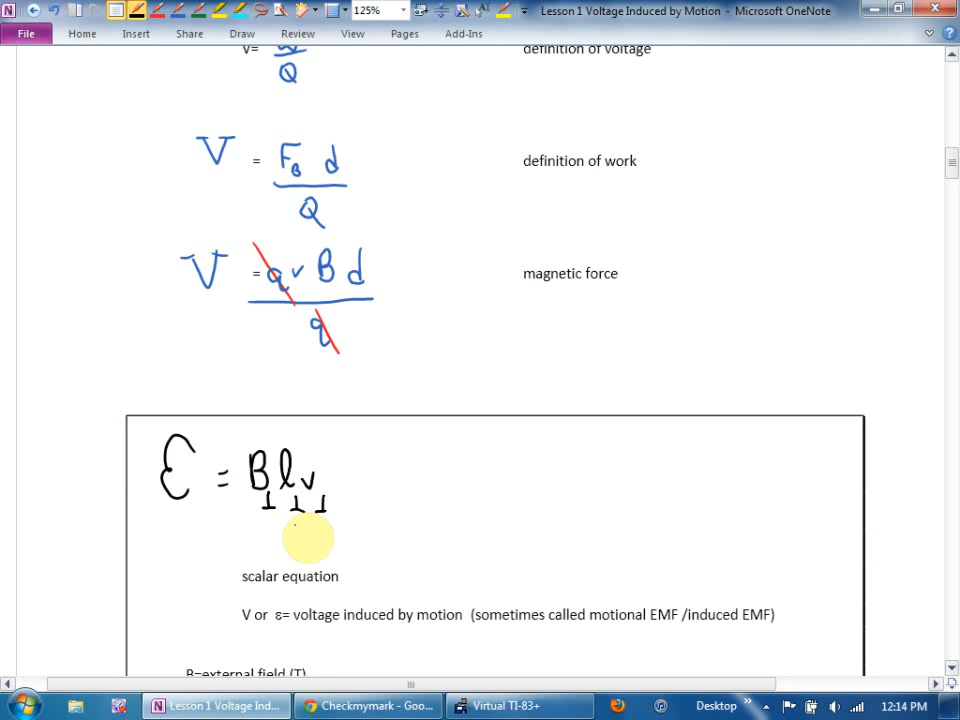 125% Lesson 1 Voltage Induced by Motion - Microsoft OneNote
File Home Insert Share Draw Review View Pages Add-Ins
V= definition of voltage
Q
V = F_B d definition of work
Q
V = q v B d magnetic force
q
ε = B l v
⊥ ⊥ ⊥
scalar equation
V or ε= voltage induced by motion (sometimes called motional EMF /induced EMF)
B=external field (T)
Lesson 1 Voltage Ind... Checkmymark - Goo... Virtual TI-83+ Desktop » 12:14 PM